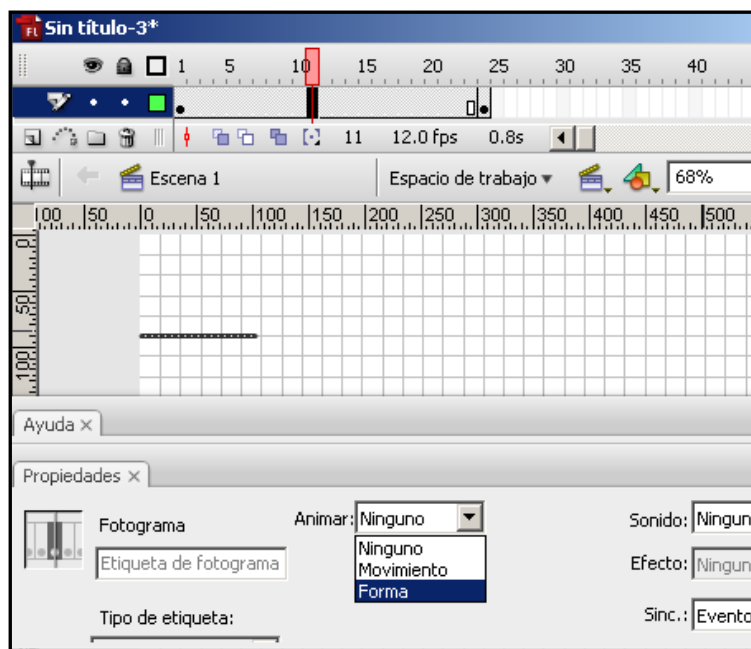 FL Sin título-3*
1 5 10 15 20 25 30 35 40
11 12.0 fps 0.8s
Escena 1 Espacio de trabajo 68%
100 50 0 50 100 150 200 250 300 350 400 450 500
0
50
100
Ayuda ×
Propiedades ×
Fotograma Animar: Ninguno Sonido: Ningun
Ninguno
Etiqueta de fotograma Movimiento Efecto: Ningun
Forma
Tipo de etiqueta: Sinc.: Evento